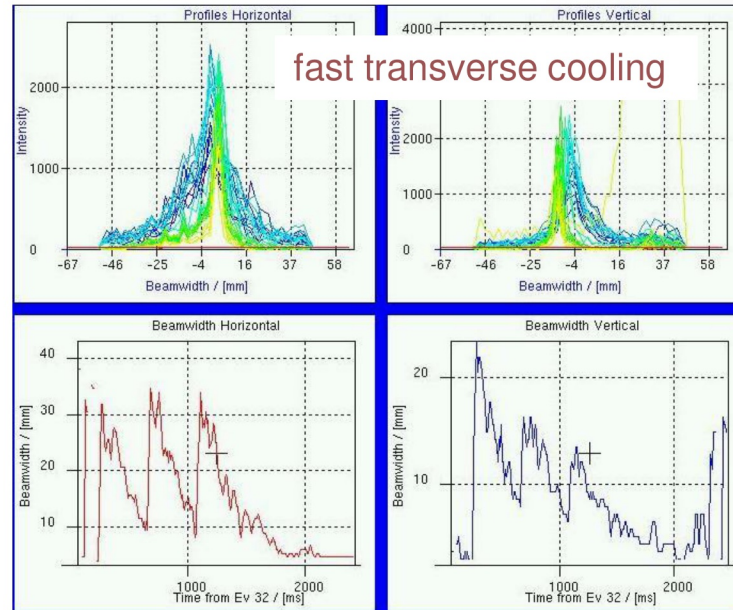 Profiles Horizontal
2000
1000
0
Intensity
-67 -46 -25 -4 16 37 58
Beamwidth / [mm]
Profiles Vertical
fast transverse cooling
4000
2000
1000
0
Intensity
-67 -46 -25 -4 16 37 58
Beamwidth / [mm]
Beamwidth Horizontal
40
30
20
10
Beamwidth / [mm]
1000 2000
Time from Ev 32 / [ms]
Beamwidth Vertical
20
10
Beamwidth / [mm]
1000 2000
Time from Ev 32 / [ms]